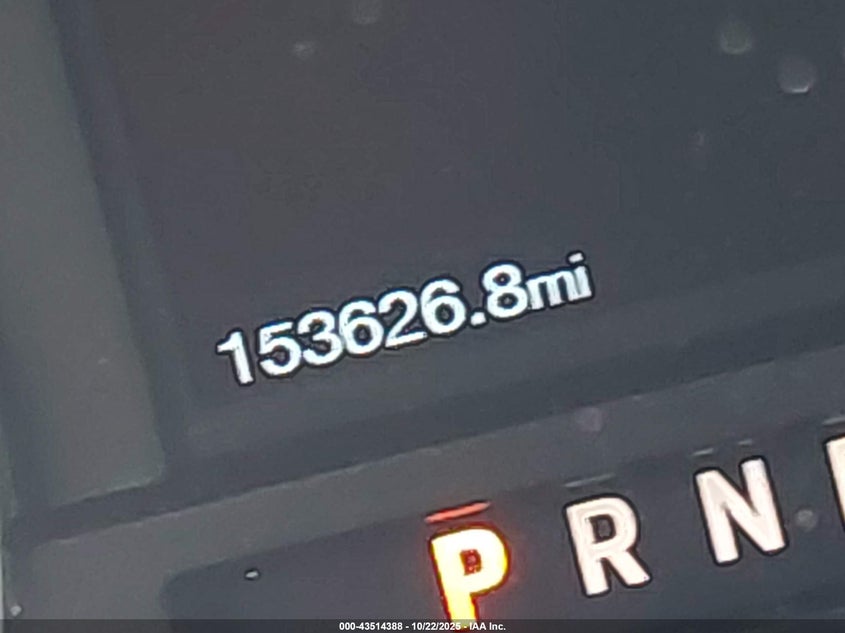 153626.8mi
P R N
000-43514388 - 10/22/2025 - IAA Inc.